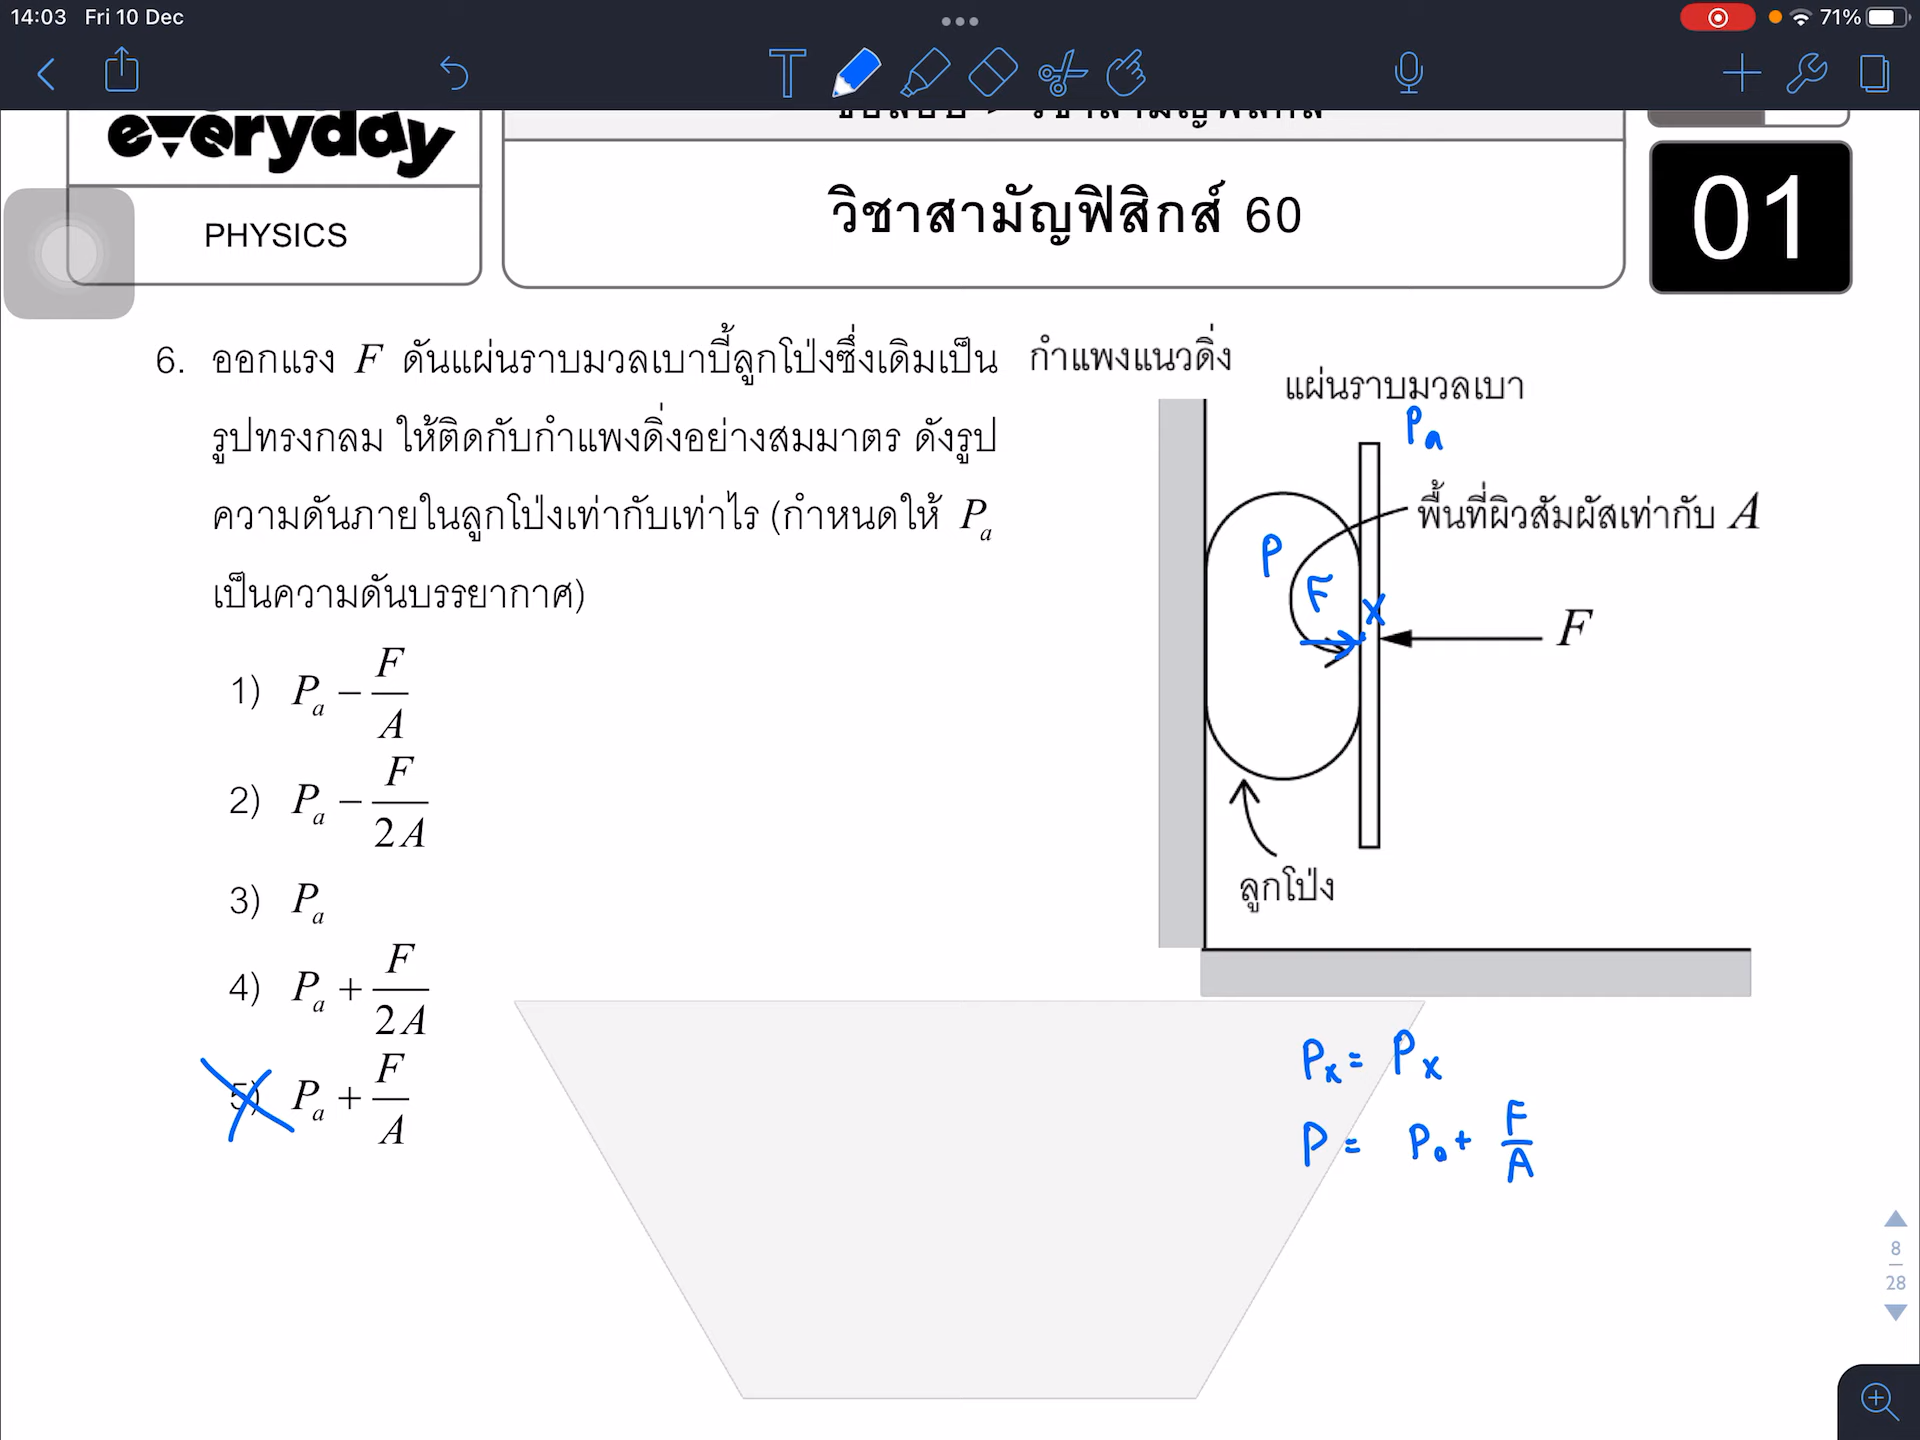 14:03 Fri 10 Dec
71%
everyday
PHYSICS
วิชาสามัญฟิสิกส์ 60
01
6. ออกแรง F ดันแผ่นราบมวลเบาบี้ลูกโป่งซึ่งเดิมเป็น
รูปทรงกลม ให้ติดกับกำแพงดิ่งอย่างสมมาตร ดังรูป
ความดันภายในลูกโป่งเท่ากับเท่าไร (กำหนดให้ Pa
เป็นความดันบรรยากาศ)
1) Pa − F/A
2) Pa − F/2A
3) Pa
4) Pa + F/2A
5) Pa + F/A
กำแพงแนวดิ่ง
แผ่นราบมวลเบา
Pa
พื้นที่ผิวสัมผัสเท่ากับ A
P
F
X
F
ลูกโป่ง
Px = Px
P = Pa + F/A
8
28